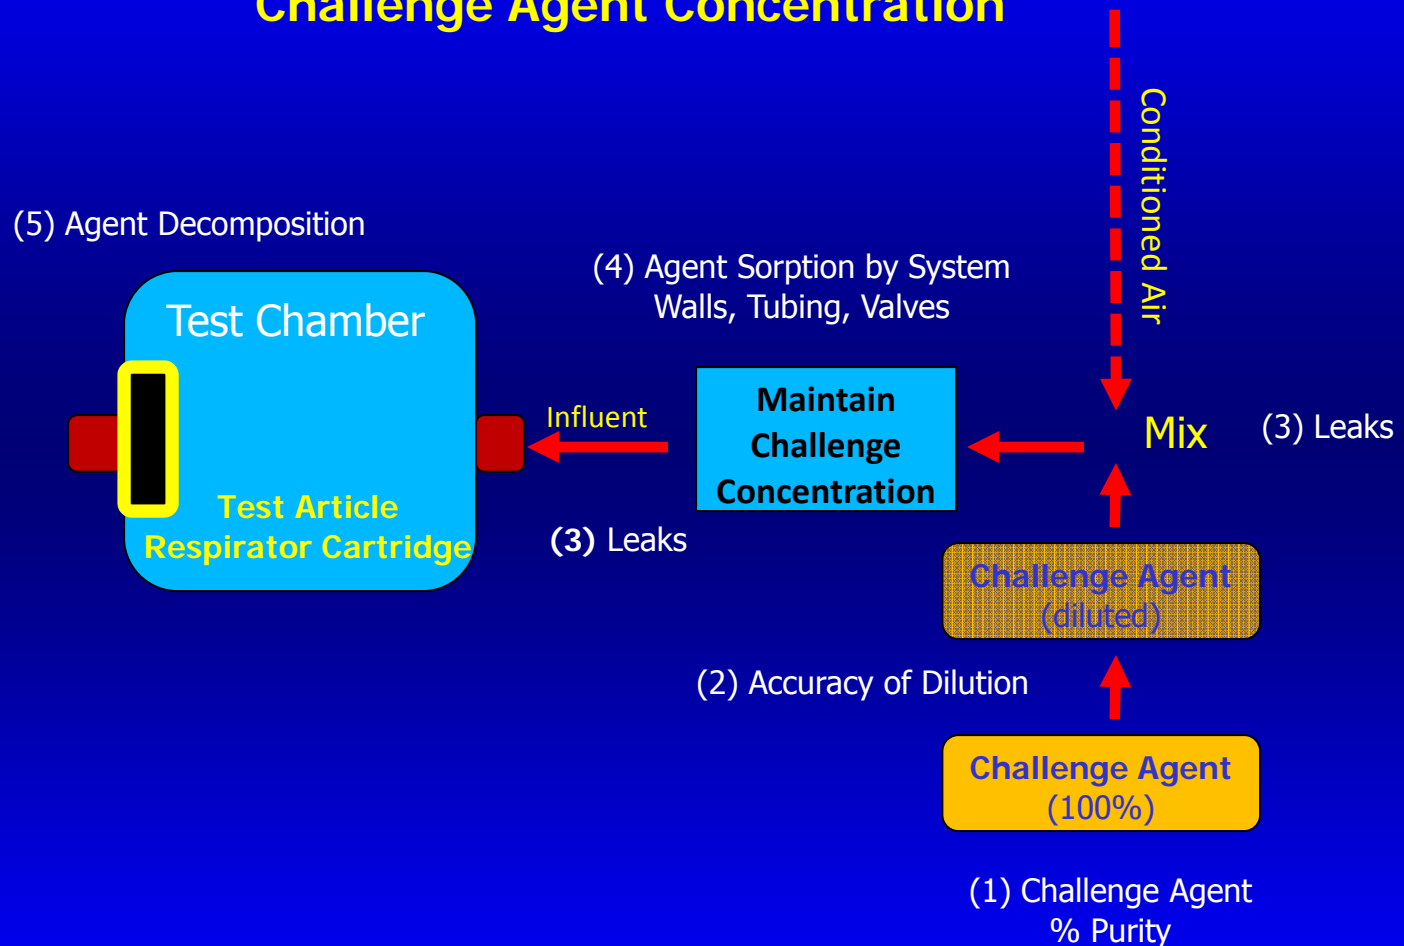 Challenge Agent Concentration
Conditioned Air
(5) Agent Decomposition
(4) Agent Sorption by System
Walls, Tubing, Valves
Test Chamber
Maintain
Challenge
Concentration
Influent
Mix
(3) Leaks
Test Article
Respirator Cartridge
(3) Leaks
Challenge Agent
(diluted)
(2) Accuracy of Dilution
Challenge Agent
(100%)
(1) Challenge Agent
% Purity